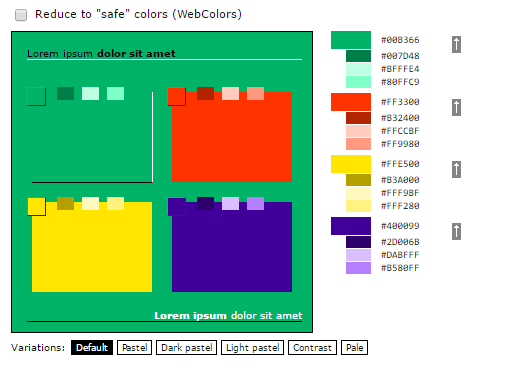 Reduce to "safe" colors (WebColors)
Lorem ipsum dolor sit amet
#00B366
#007D48
#BFFFE4
#80FFC9
#FF3300
#B32400
#FFCCBF
#FF9980
#FFE500
#B3A000
#FFF9BF
#FFF280
#400099
#2D006B
#DABFFF
#B580FF
Lorem ipsum dolor sit amet
Variations: Default Pastel Dark pastel Light pastel Contrast Pale